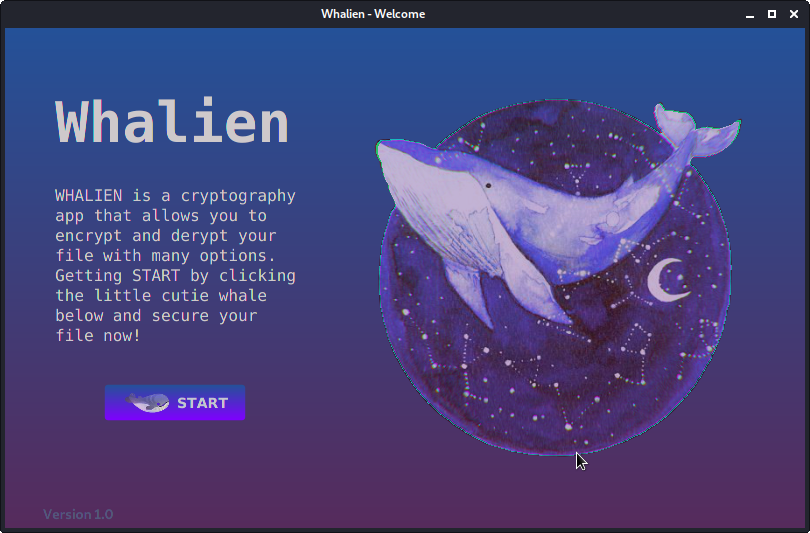 Whalien - Welcome
Whalien
WHALIEN is a cryptography
app that allows you to
encrypt and derypt your
file with many options.
Getting START by clicking
the little cutie whale
below and secure your
file now!
START
Version 1.0